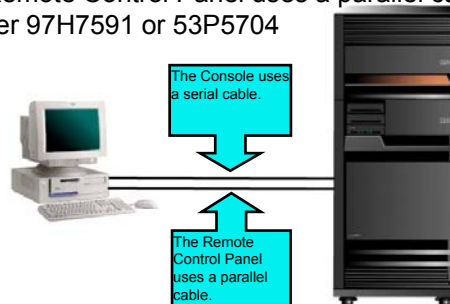 Remote Control Panel uses a parallel ca
er 97H7591 or 53P5704
The Console uses
a serial cable.
The Remote
Control Panel
uses a parallel
cable.